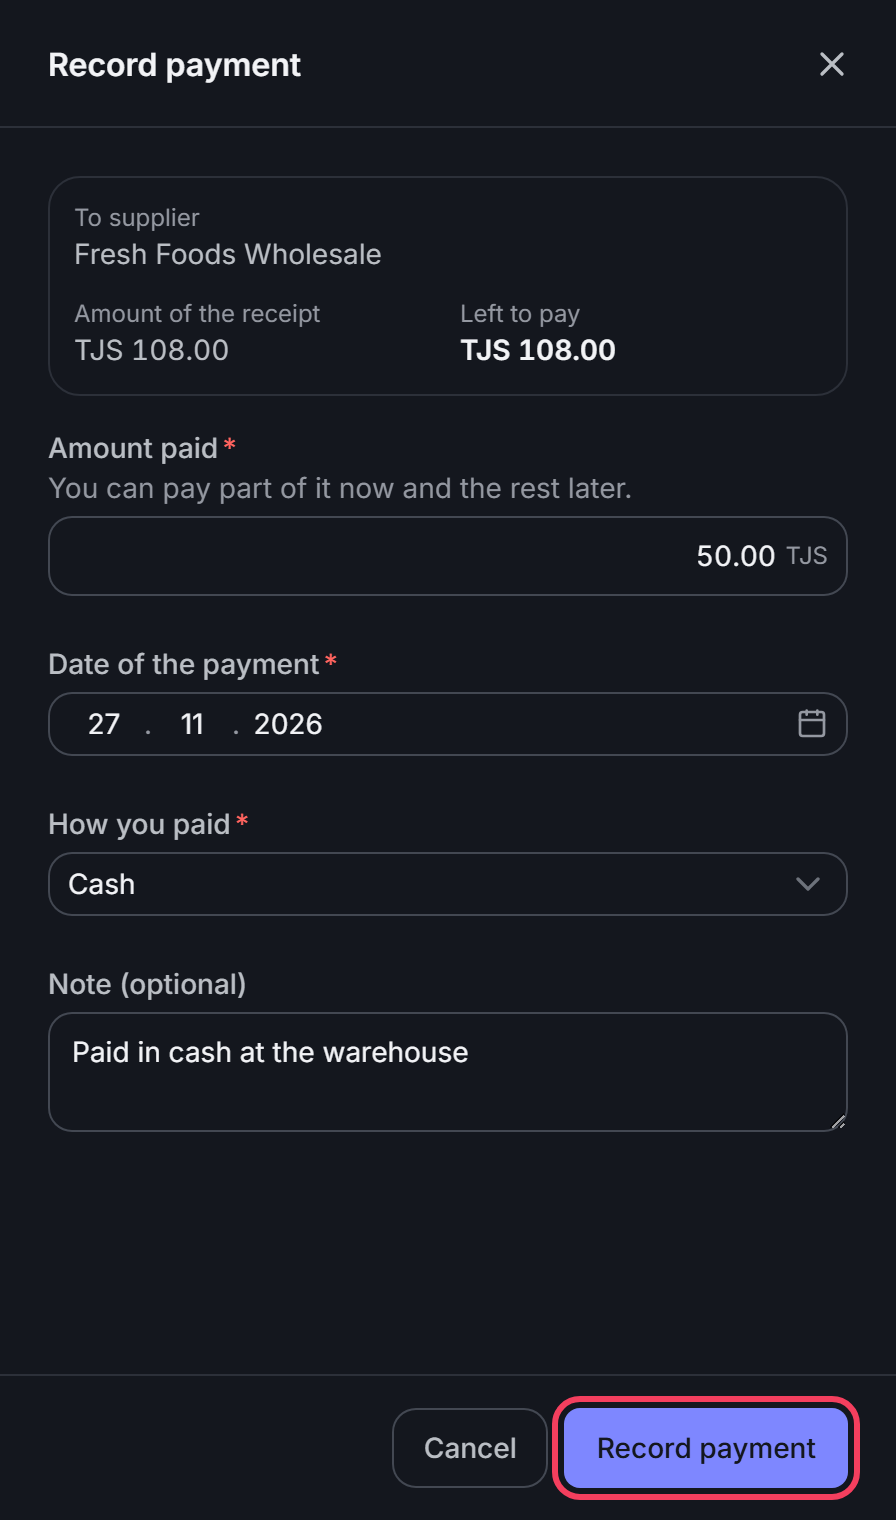 Record payment
To supplier
Fresh Foods Wholesale
Amount of the receipt
TJS 108.00
Left to pay
TJS 108.00
Amount paid *
You can pay part of it now and the rest later.
50.00 TJS
Date of the payment *
27 . 11 . 2026
How you paid *
Cash
Note (optional)
Paid in cash at the warehouse
Cancel
Record payment